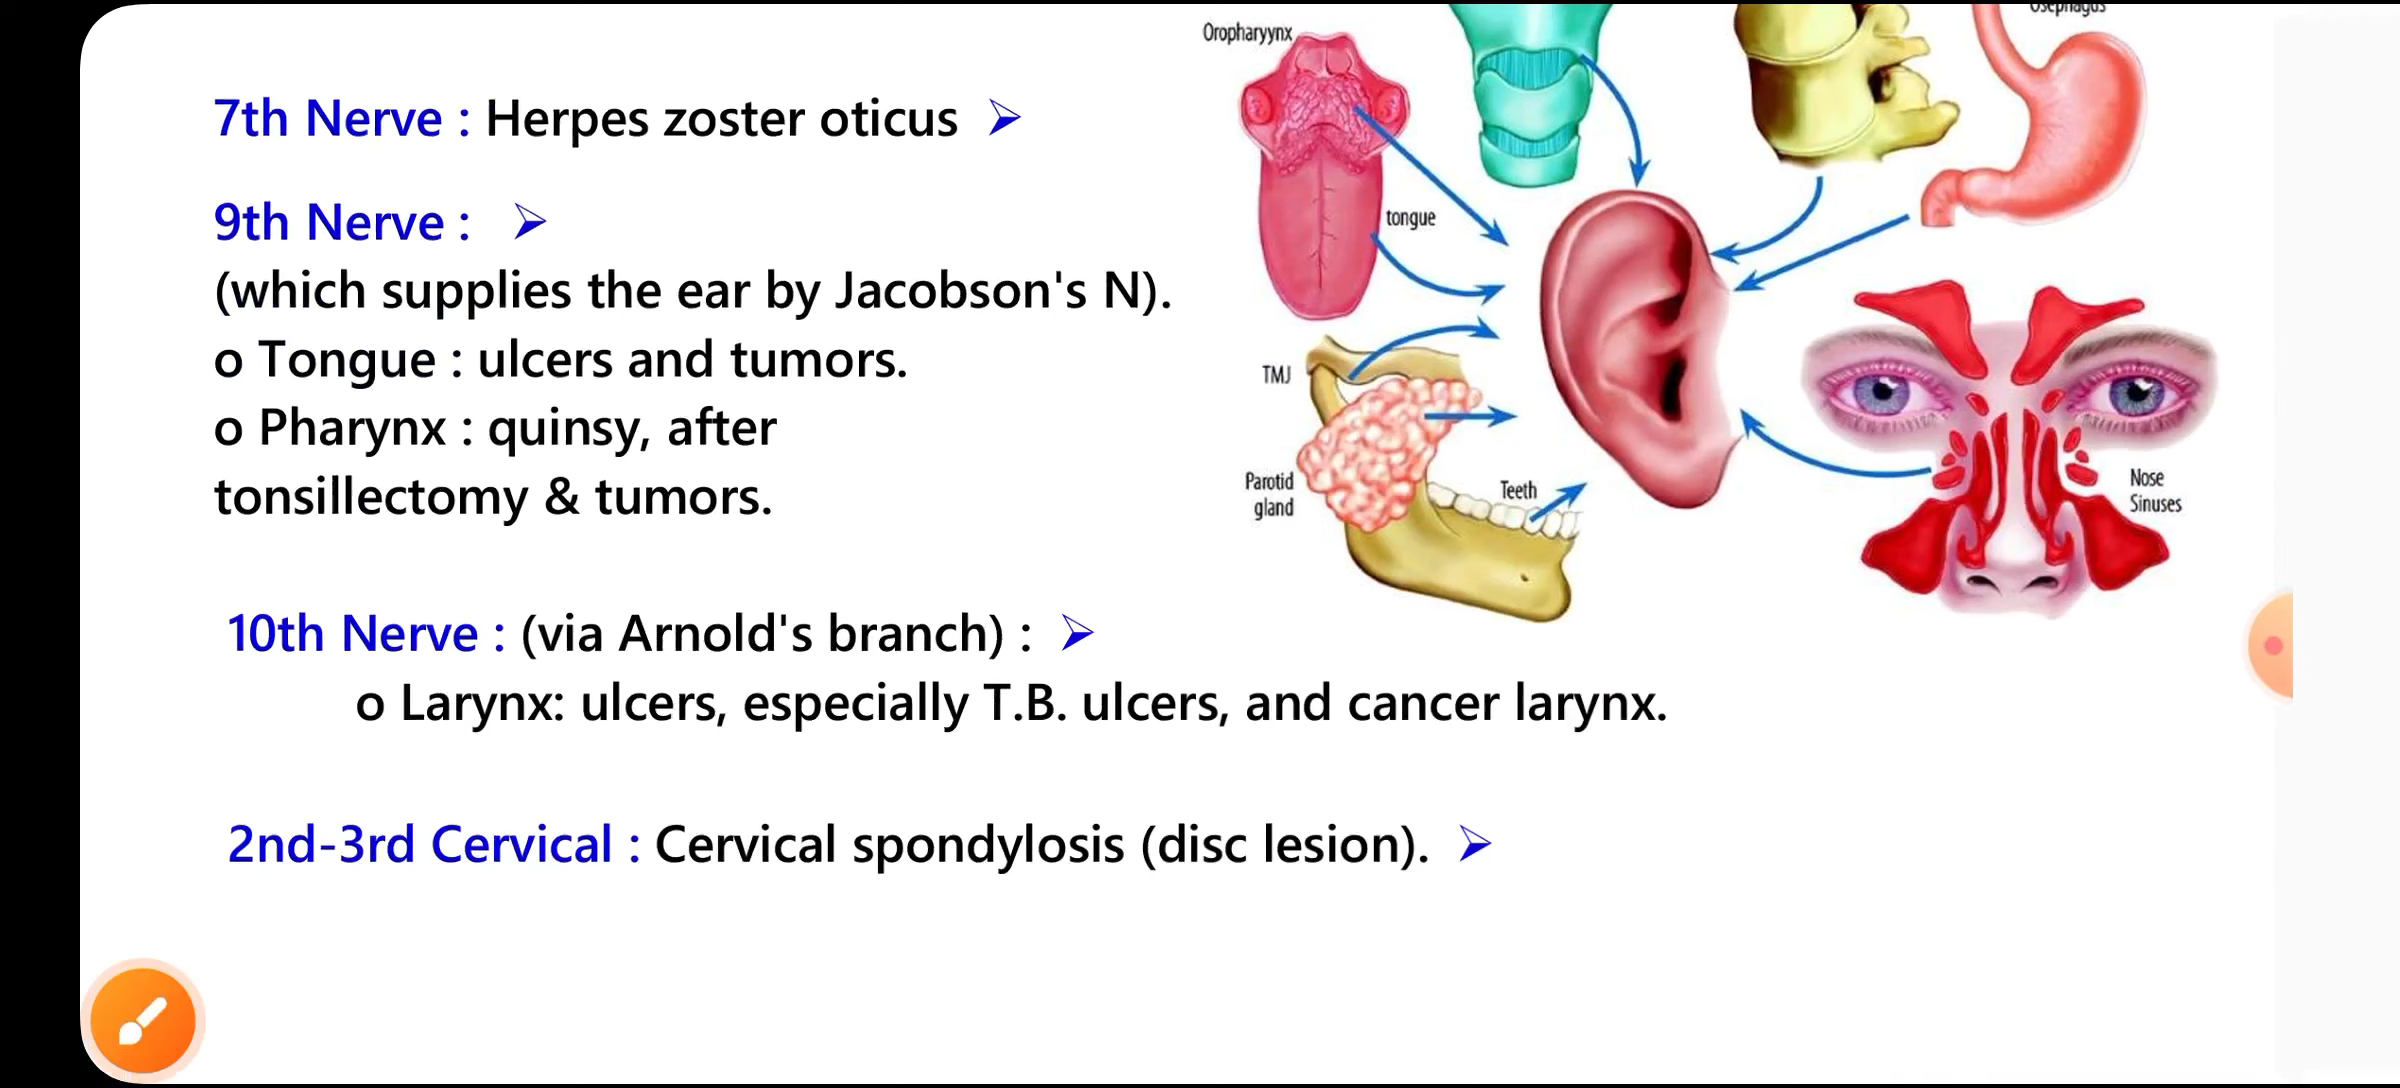 Oropharyynx
Osephagus
7th Nerve : Herpes zoster oticus ➢
9th Nerve : ➢
(which supplies the ear by Jacobson's N).
o Tongue : ulcers and tumors.
o Pharynx : quinsy, after
tonsillectomy & tumors.
tongue
TMJ
Parotid
gland
Teeth
Nose
Sinuses
10th Nerve : (via Arnold's branch) : ➢
o Larynx: ulcers, especially T.B. ulcers, and cancer larynx.
2nd-3rd Cervical : Cervical spondylosis (disc lesion). ➢